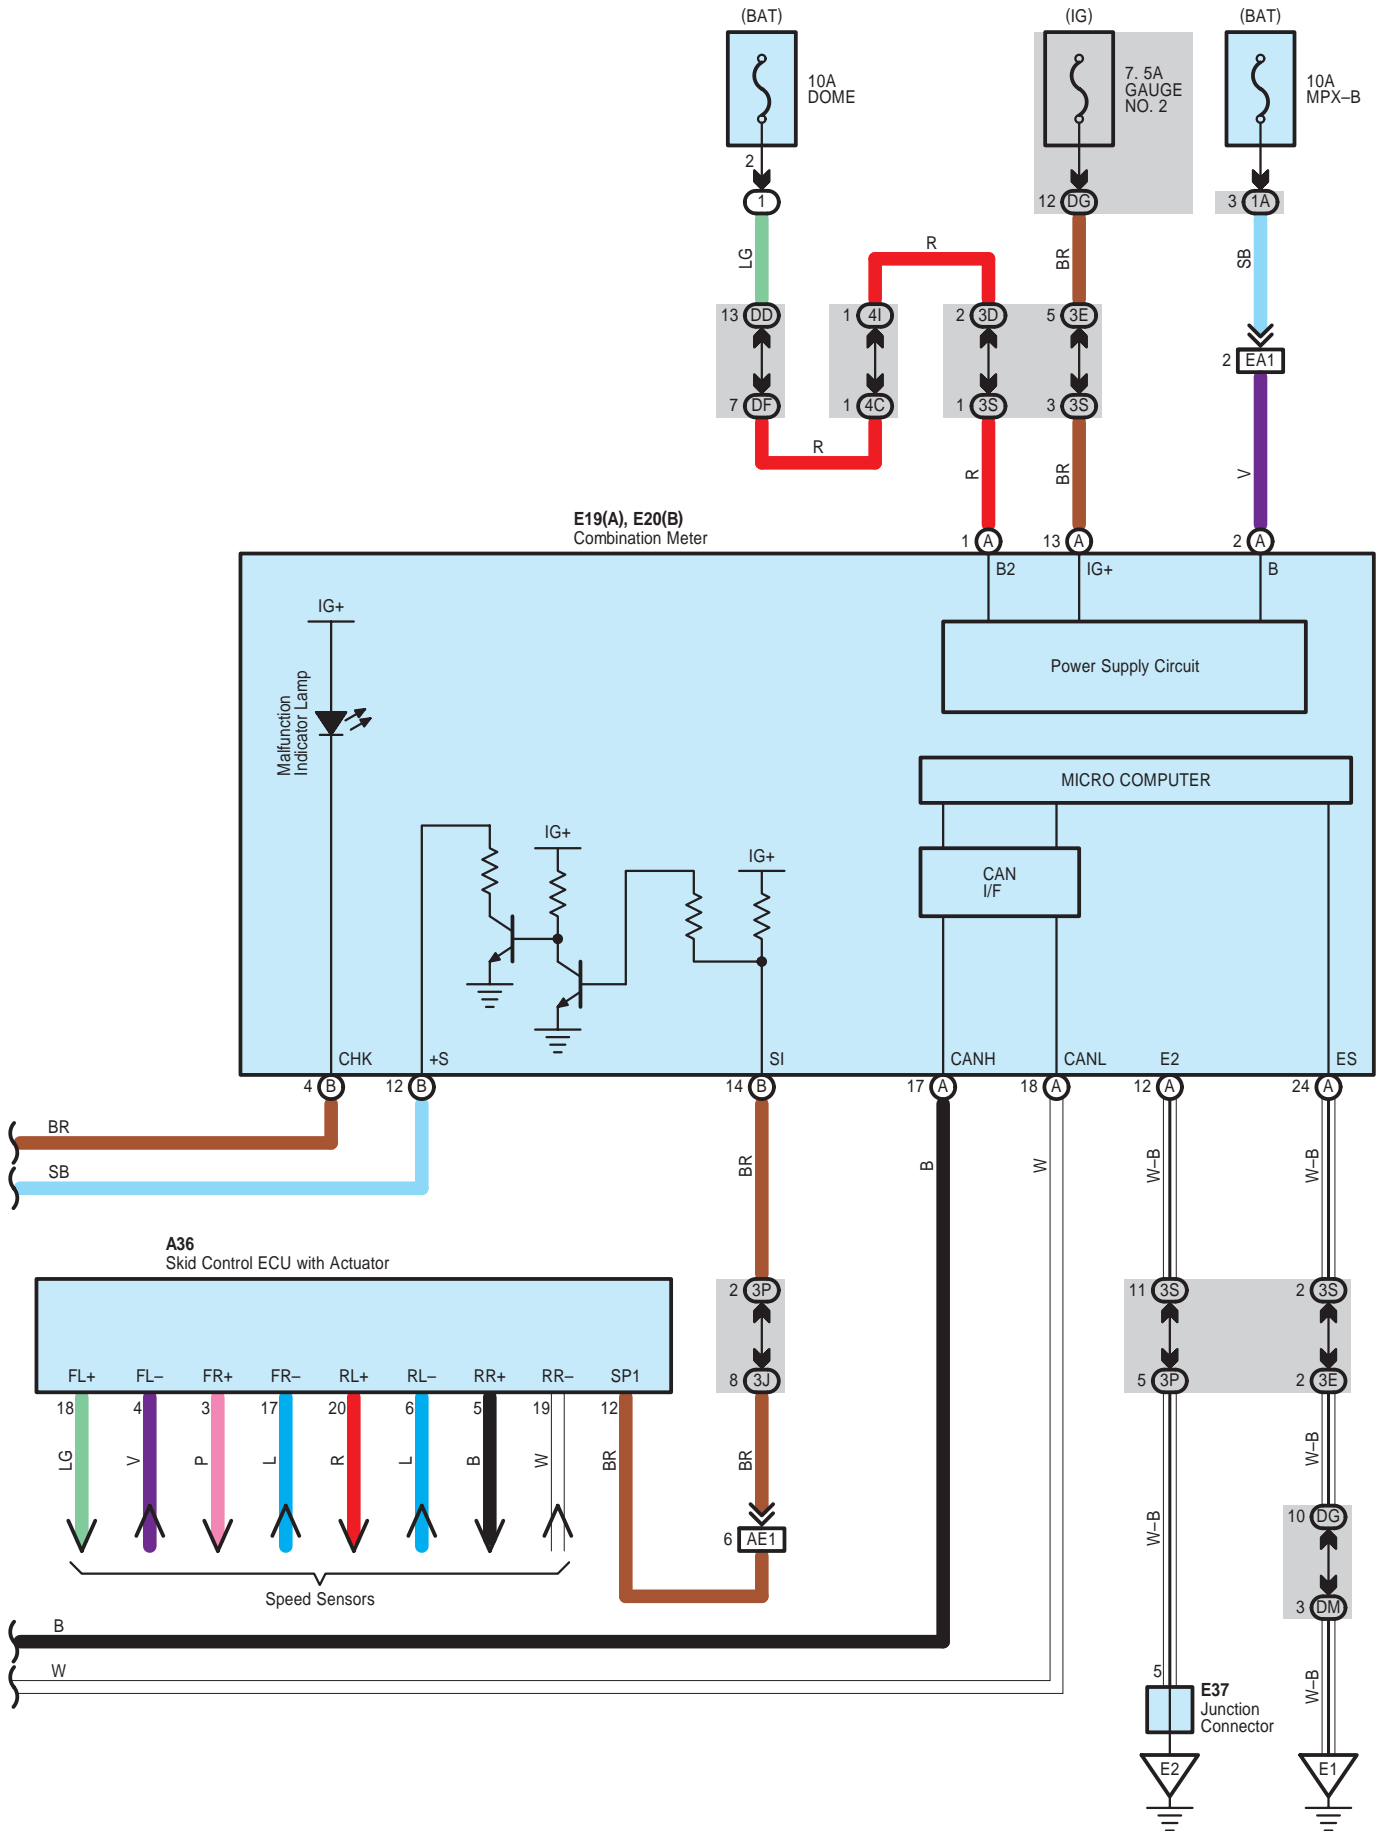 (BAT)
(IG)
(BAT)
10A
DOME
7. 5A
GAUGE
NO. 2
10A
MPX–B
2
1
12 DG
3 1A
LG
R
BR
SB
13 DD
1 4I
2 3D
5 3E
2 EA1
7 DF
1 4C
1 3S
3 3S
R
R
BR
V
E19(A), E20(B)
Combination Meter
1 A
13 A
2 A
B2
IG+
B
IG+
Power Supply Circuit
Malfunction
Indicator Lamp
MICRO COMPUTER
IG+
IG+
CAN
I/F
CHK
+S
SI
CANH
CANL
E2
ES
4 B
12 B
14 B
17 A
18 A
12 A
24 A
BR
SB
BR
B
W
W–B
W–B
A36
Skid Control ECU with Actuator
2 3P
11 3S
2 3S
FL+
FL–
FR+
FR–
RL+
RL–
RR+
RR–
SP1
8 3J
5 3P
2 3E
18
4
3
17
20
6
5
19
12
LG
V
P
L
R
L
B
W
BR
BR
W–B
W–B
10 DG
6 AE1
Speed Sensors
3 DM
B
W
5
E37
Junction
Connector
W–B
E2
E1